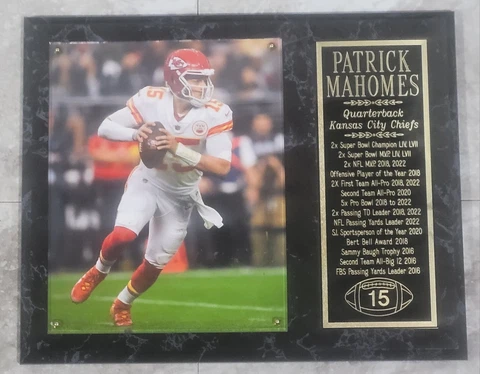 PATRICK
MAHOMES
Quarterback
Kansas City Chiefs
2x Super Bowl Champion LIV, LVII
2x Super Bowl MVP LIV, LVII
2x NFL MVP 2018, 2022
Offensive Player of the Year 2018
2X First Team All-Pro 2018, 2022
Second Team All-Pro 2020
5x Pro Bowl 2018 to 2022
2x Passing TD Leader 2018, 2022
NFL Passing Yards Leader 2022
S.I. Sportsperson of the Year 2020
Bert Bell Award 2018
Sammy Baugh Trophy 2016
Second Team All-Big 12 2016
FBS Passing Yards Leader 2016
15
15